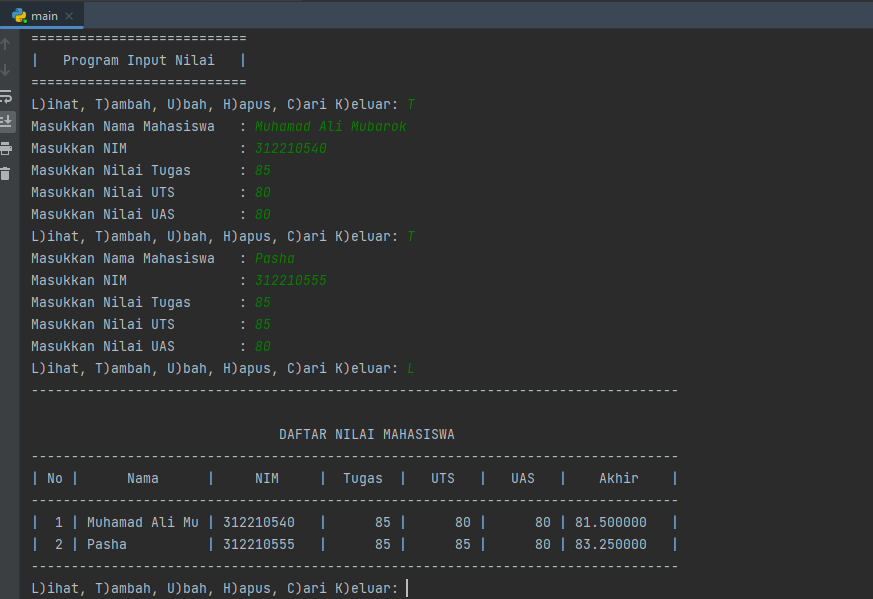 main
===========================
|   Program Input Nilai   |
===========================
L)ihat, T)ambah, U)bah, H)apus, C)ari K)eluar: T
Masukkan Nama Mahasiswa   : Muhamad Ali Mubarok
Masukkan NIM              : 312210540
Masukkan Nilai Tugas      : 85
Masukkan Nilai UTS        : 80
Masukkan Nilai UAS        : 80
L)ihat, T)ambah, U)bah, H)apus, C)ari K)eluar: T
Masukkan Nama Mahasiswa   : Pasha
Masukkan NIM              : 312210555
Masukkan Nilai Tugas      : 85
Masukkan Nilai UTS        : 85
Masukkan Nilai UAS        : 80
L)ihat, T)ambah, U)bah, H)apus, C)ari K)eluar: L
---------------------------------------------------------------------------------
                               DAFTAR NILAI MAHASISWA
---------------------------------------------------------------------------------
| No |      Nama      |     NIM     |  Tugas  |   UTS   |   UAS   |    Akhir    |
---------------------------------------------------------------------------------
|  1 | Muhamad Ali Mu | 312210540   |      85 |      80 |      80 | 81.500000   |
|  2 | Pasha          | 312210555   |      85 |      85 |      80 | 83.250000   |
---------------------------------------------------------------------------------
L)ihat, T)ambah, U)bah, H)apus, C)ari K)eluar: